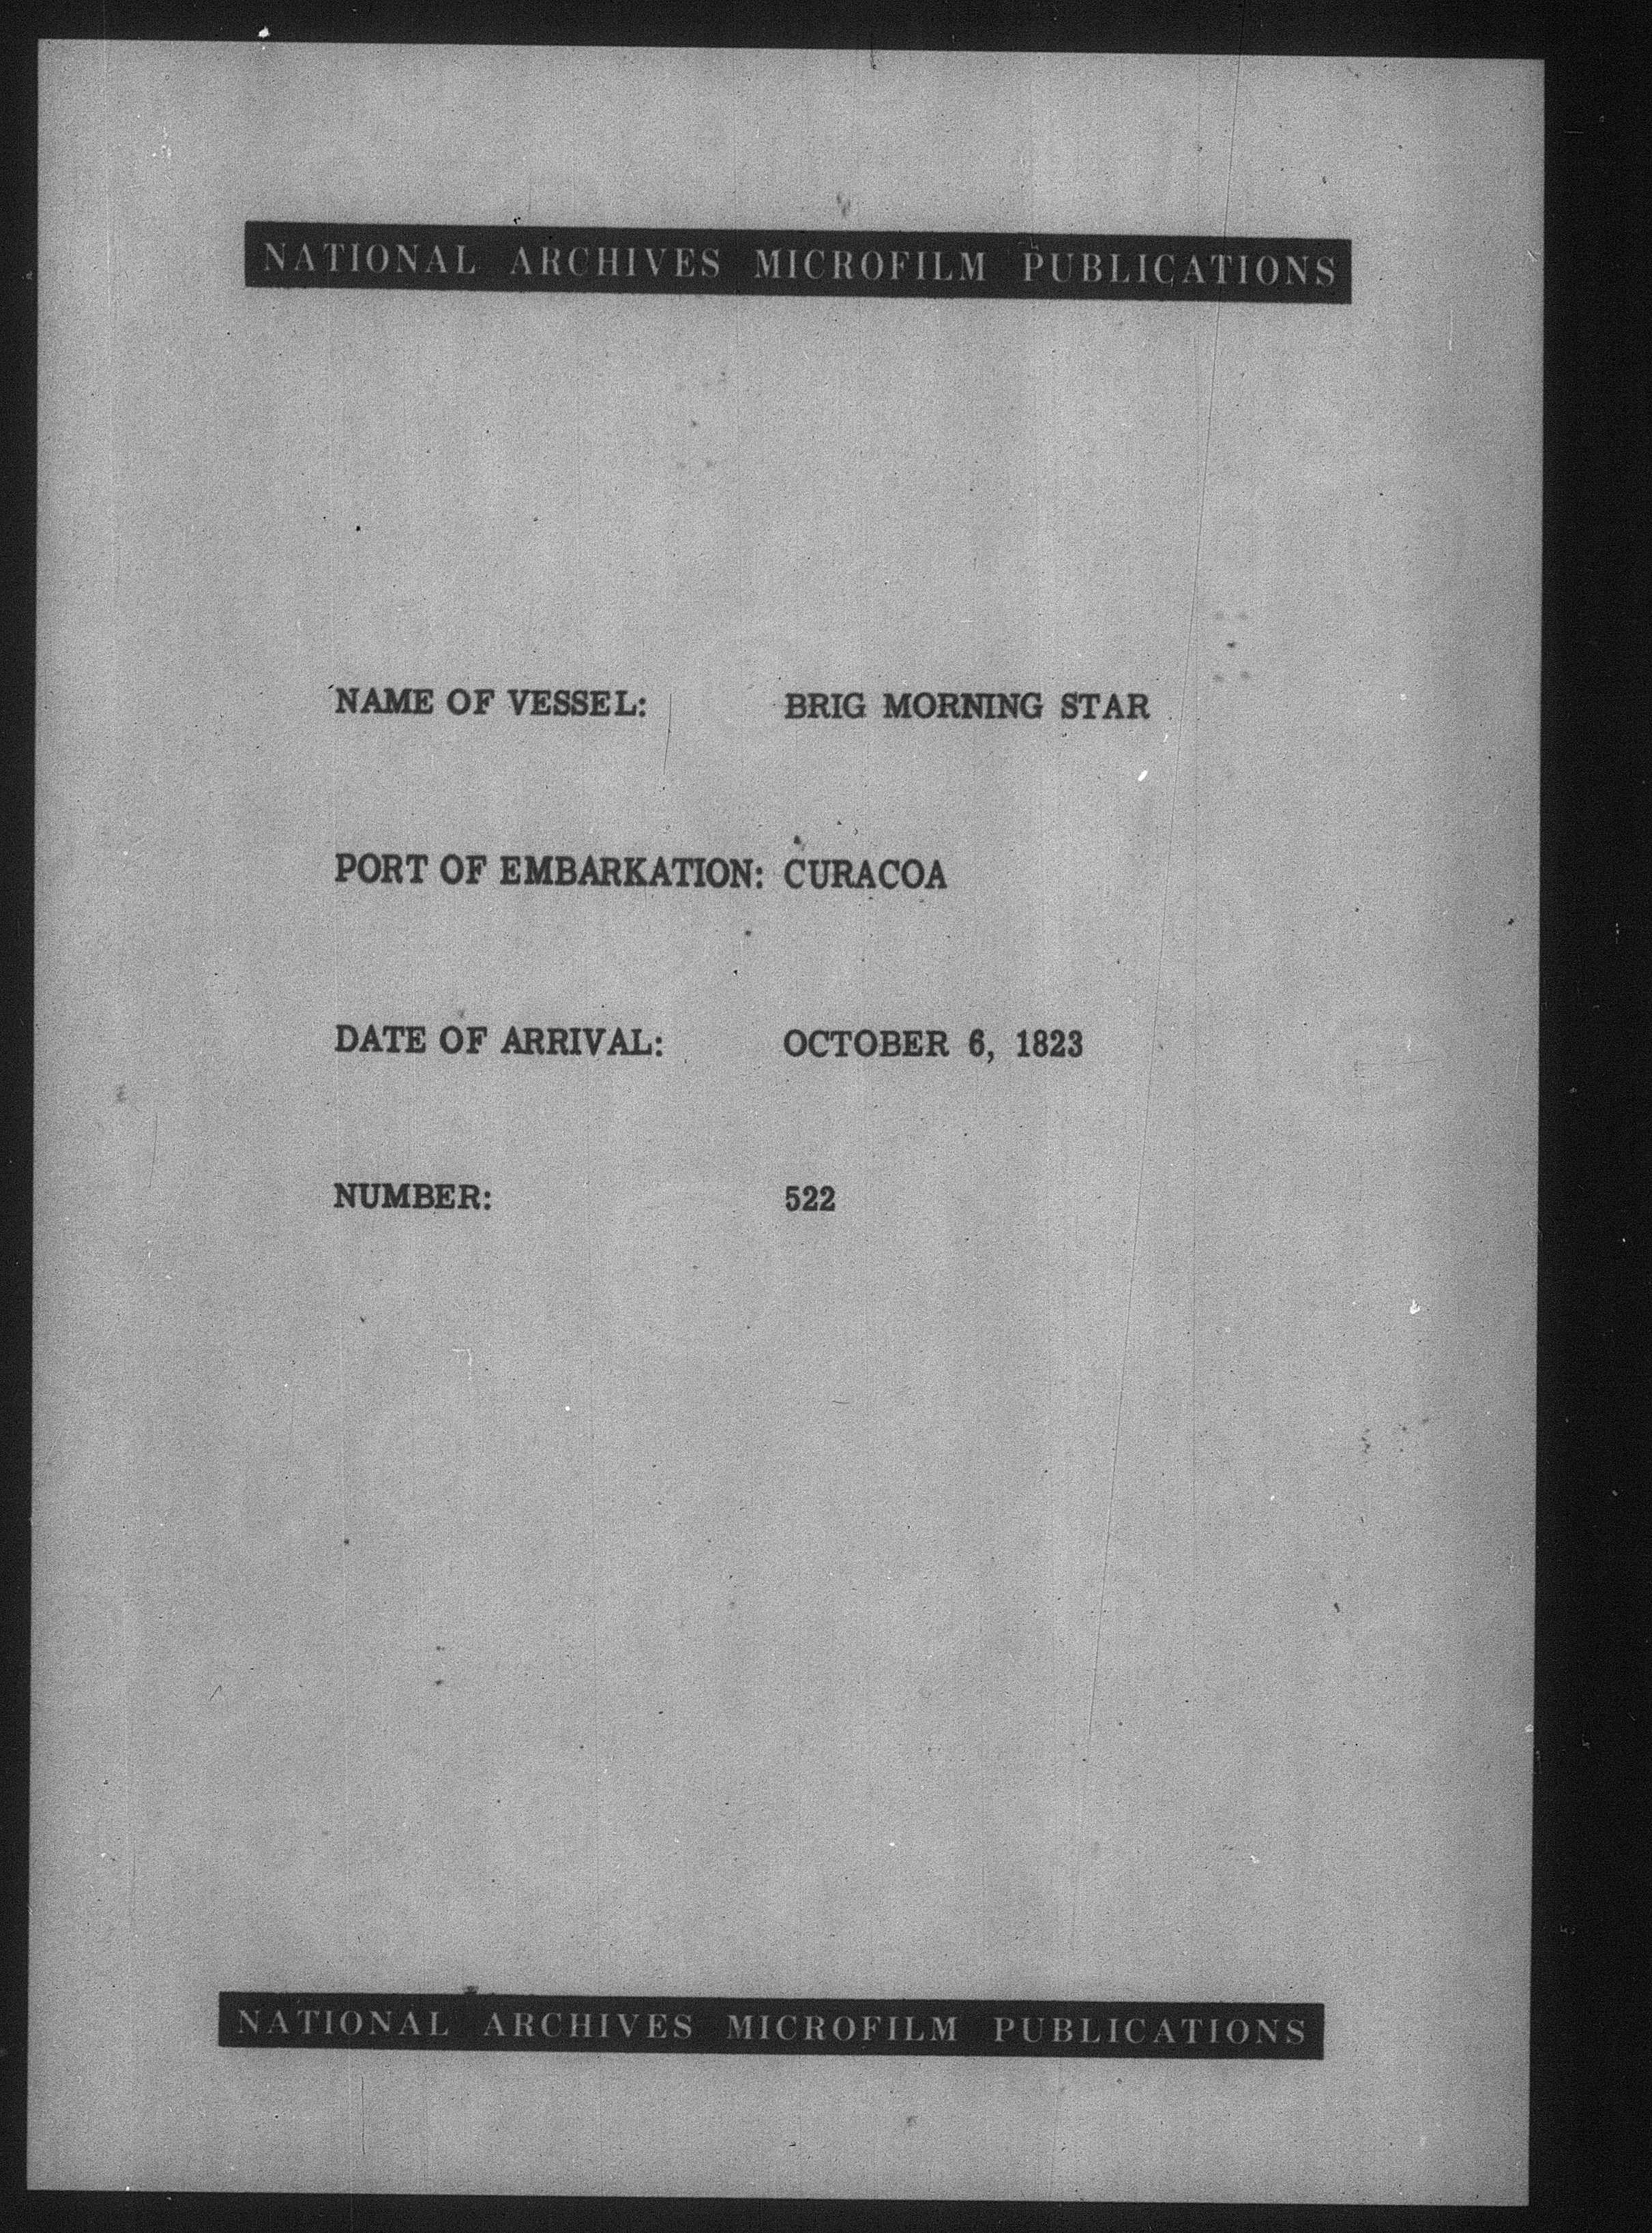 NATIONAL ARCHIVES MICROFILM PUBLICATIONS
NAME OF VESSEL: BRIG MORNING STAR
PORT OF EMBARKATION: CURACOA
DATE OF ARRIVAL: OCTOBER 6, 1823
NUMBER: 522
NATIONAL ARCHIVES MICROFILM PUBLICATIONS